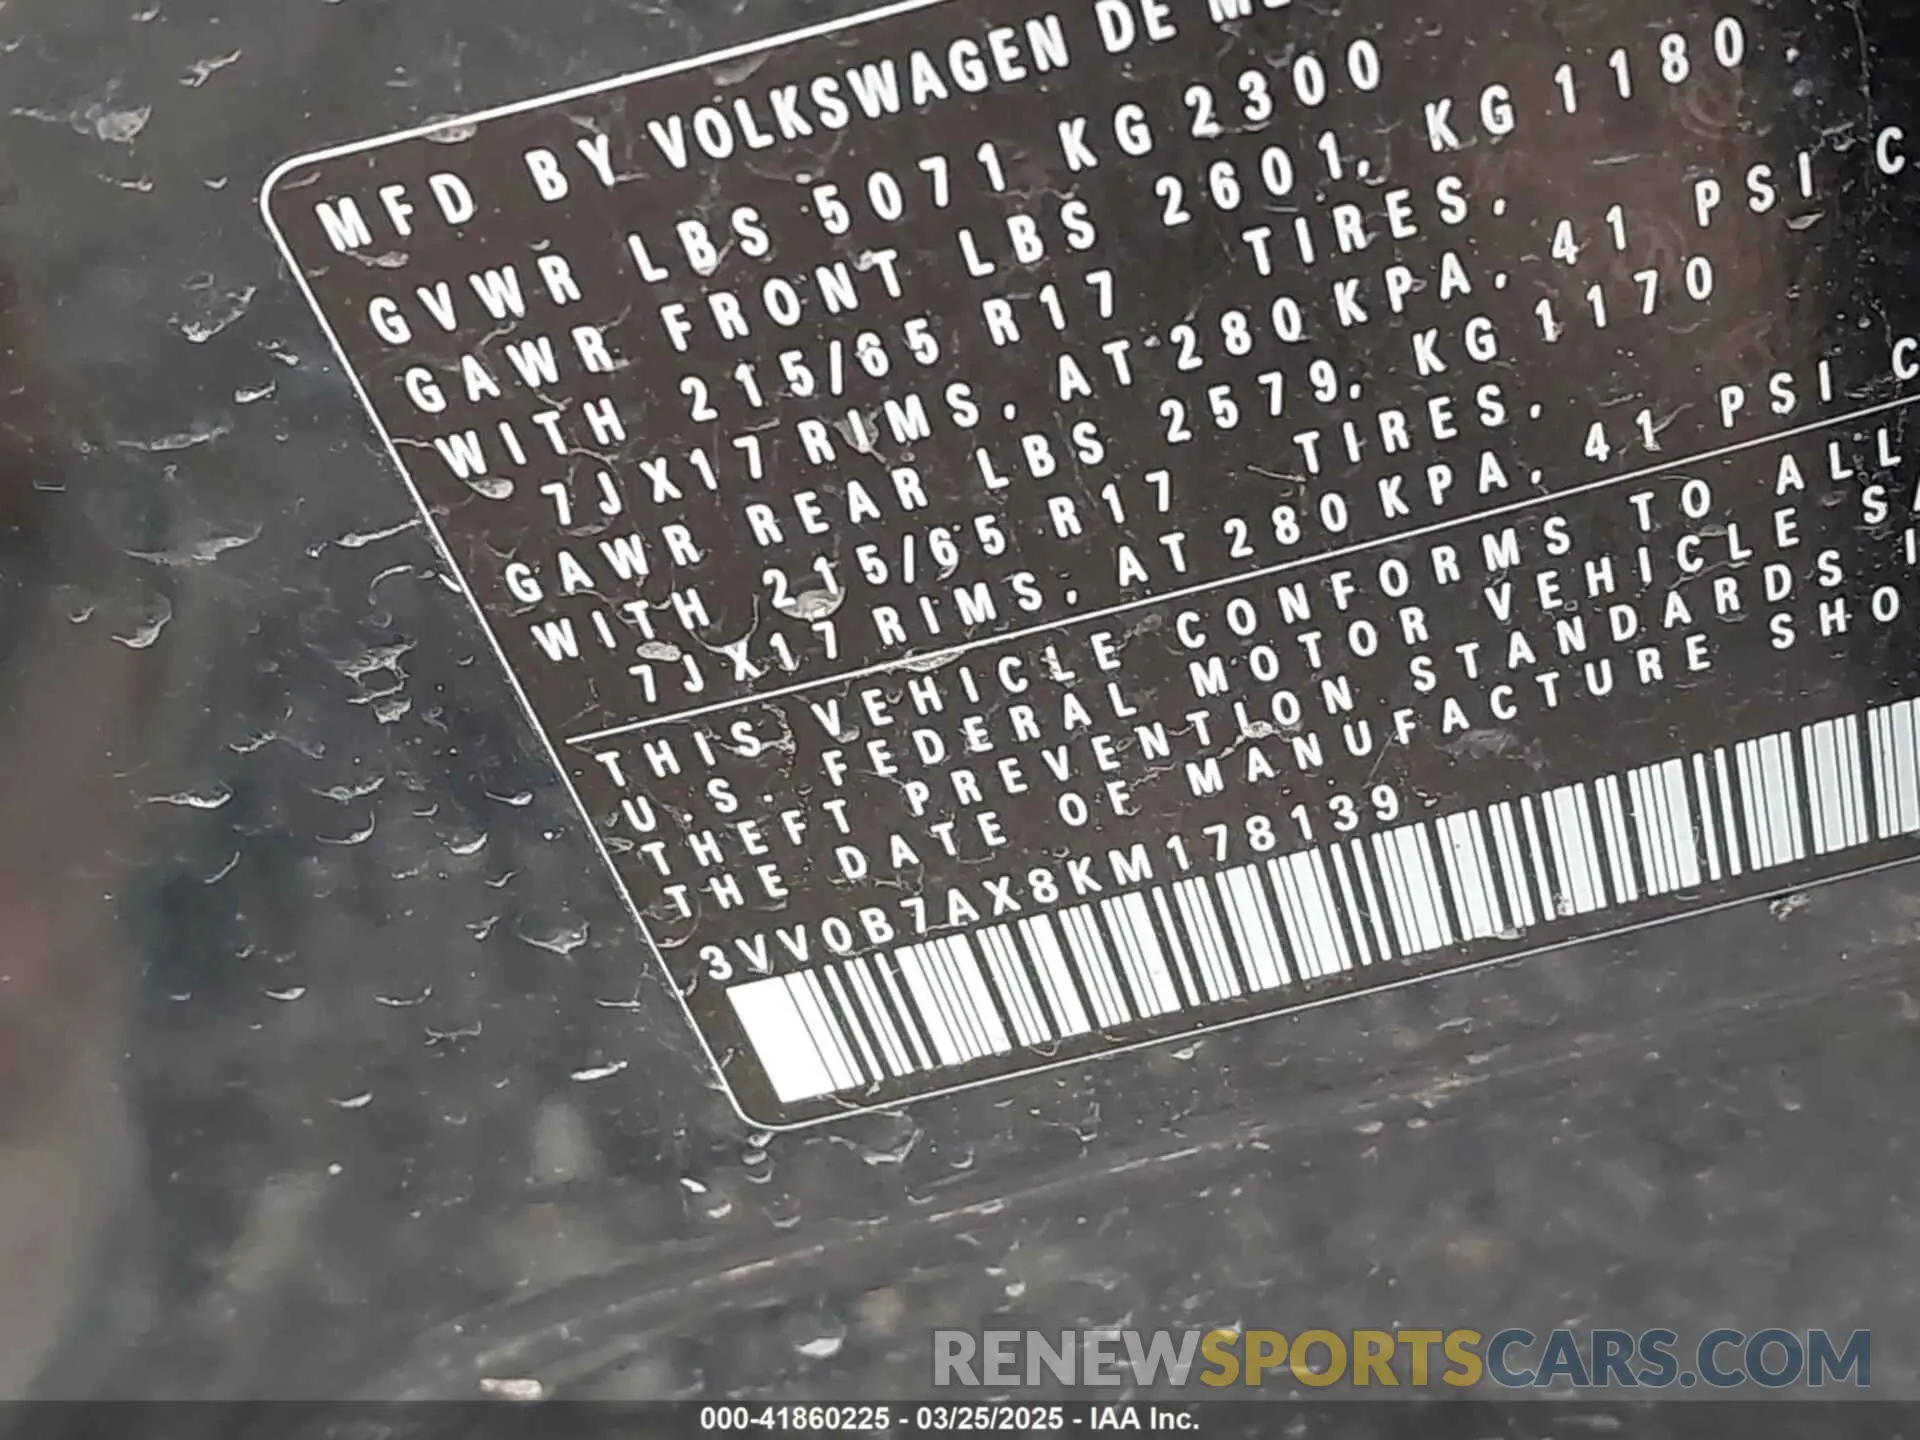 MFD BY VOLKSWAGEN DE
GVWR LBS 5071 KG 2300
GAWR FRONT LBS 2601, KG 1180
WITH 215/65 R17 TIRES,
7JX17 RIMS, AT 280 KPA, 41 PSI C
GAWR REAR LBS 2579, KG 1170
WITH 215/65 R17 TIRES,
7JX17 RIMS, AT 280 KPA, 41 PSI C
THIS VEHICLE CONFORMS TO ALL
U.S. FEDERAL MOTOR VEHICLE SA
THEFT PREVENTION STANDARDS I
THE DATE OF MANUFACTURE SHO
3VV0B7AX8KM178139
RENEWSPORTSCARS.COM
000-41860225 - 03/25/2025 - IAA Inc.